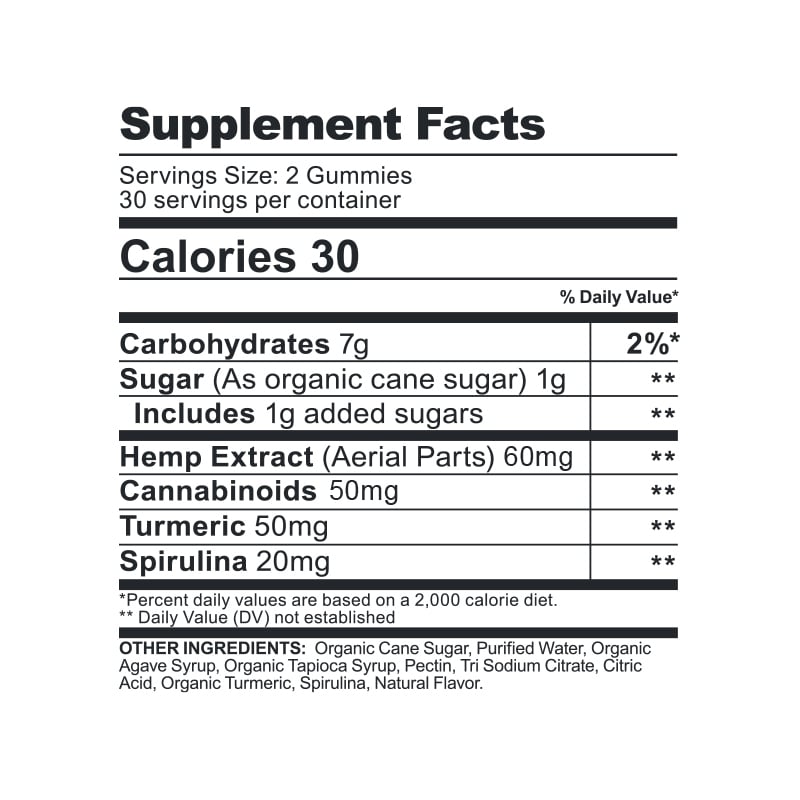 Supplement Facts
Servings Size: 2 Gummies
30 servings per container
Calories 30
% Daily Value*
Carbohydrates 7g 2%*
Sugar (As organic cane sugar) 1g **
Includes 1g added sugars **
Hemp Extract (Aerial Parts) 60mg **
Cannabinoids 50mg **
Turmeric 50mg **
Spirulina 20mg **
*Percent daily values are based on a 2,000 calorie diet.
** Daily Value (DV) not established
OTHER INGREDIENTS: Organic Cane Sugar, Purified Water, Organic
Agave Syrup, Organic Tapioca Syrup, Pectin, Tri Sodium Citrate, Citric
Acid, Organic Turmeric, Spirulina, Natural Flavor.